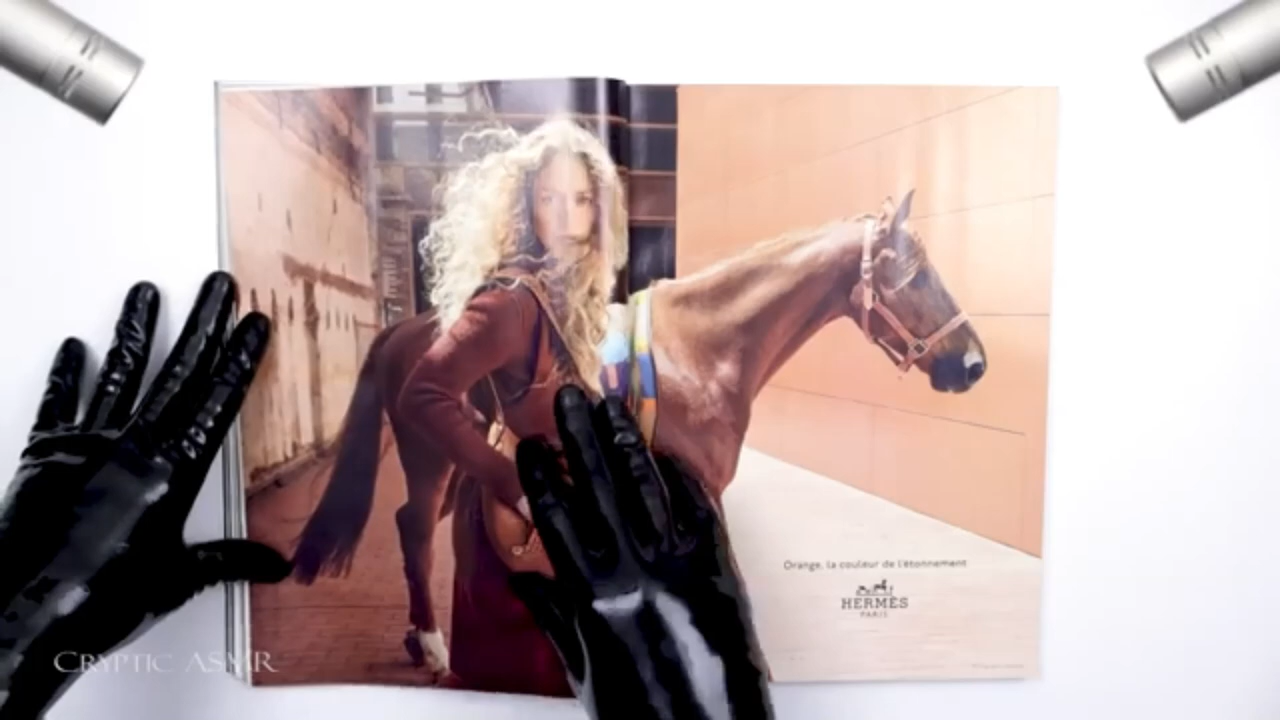 Orange, la couleur de l'étonnement
HERMÈS
PARIS
CRYPTIC ASMR